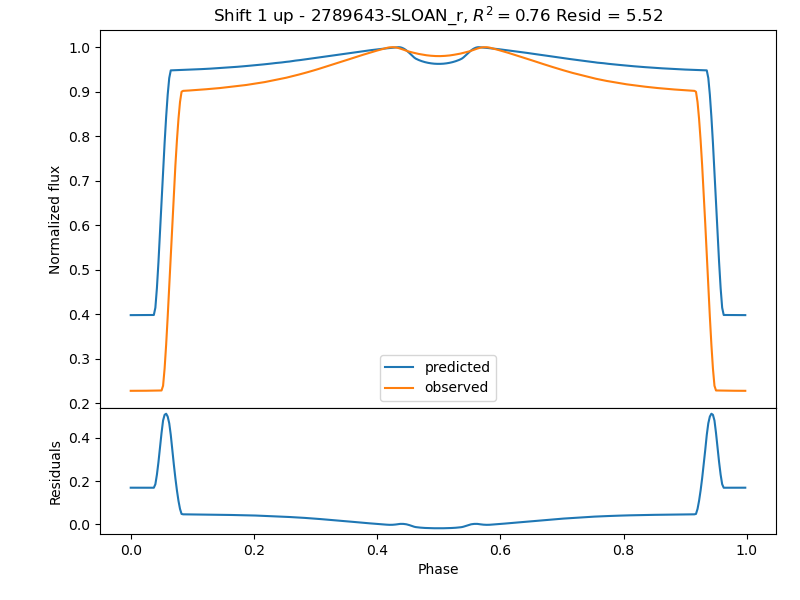 Shift 1 up - 2789643-SLOAN_r, $R^2 = 0.76$ Resid = 5.52
Normalized flux
1.0
0.9
0.8
0.7
0.6
0.5
0.4
0.3
0.2
predicted
observed
Residuals
0.4
0.2
0.0
0.0 0.2 0.4 0.6 0.8 1.0
Phase